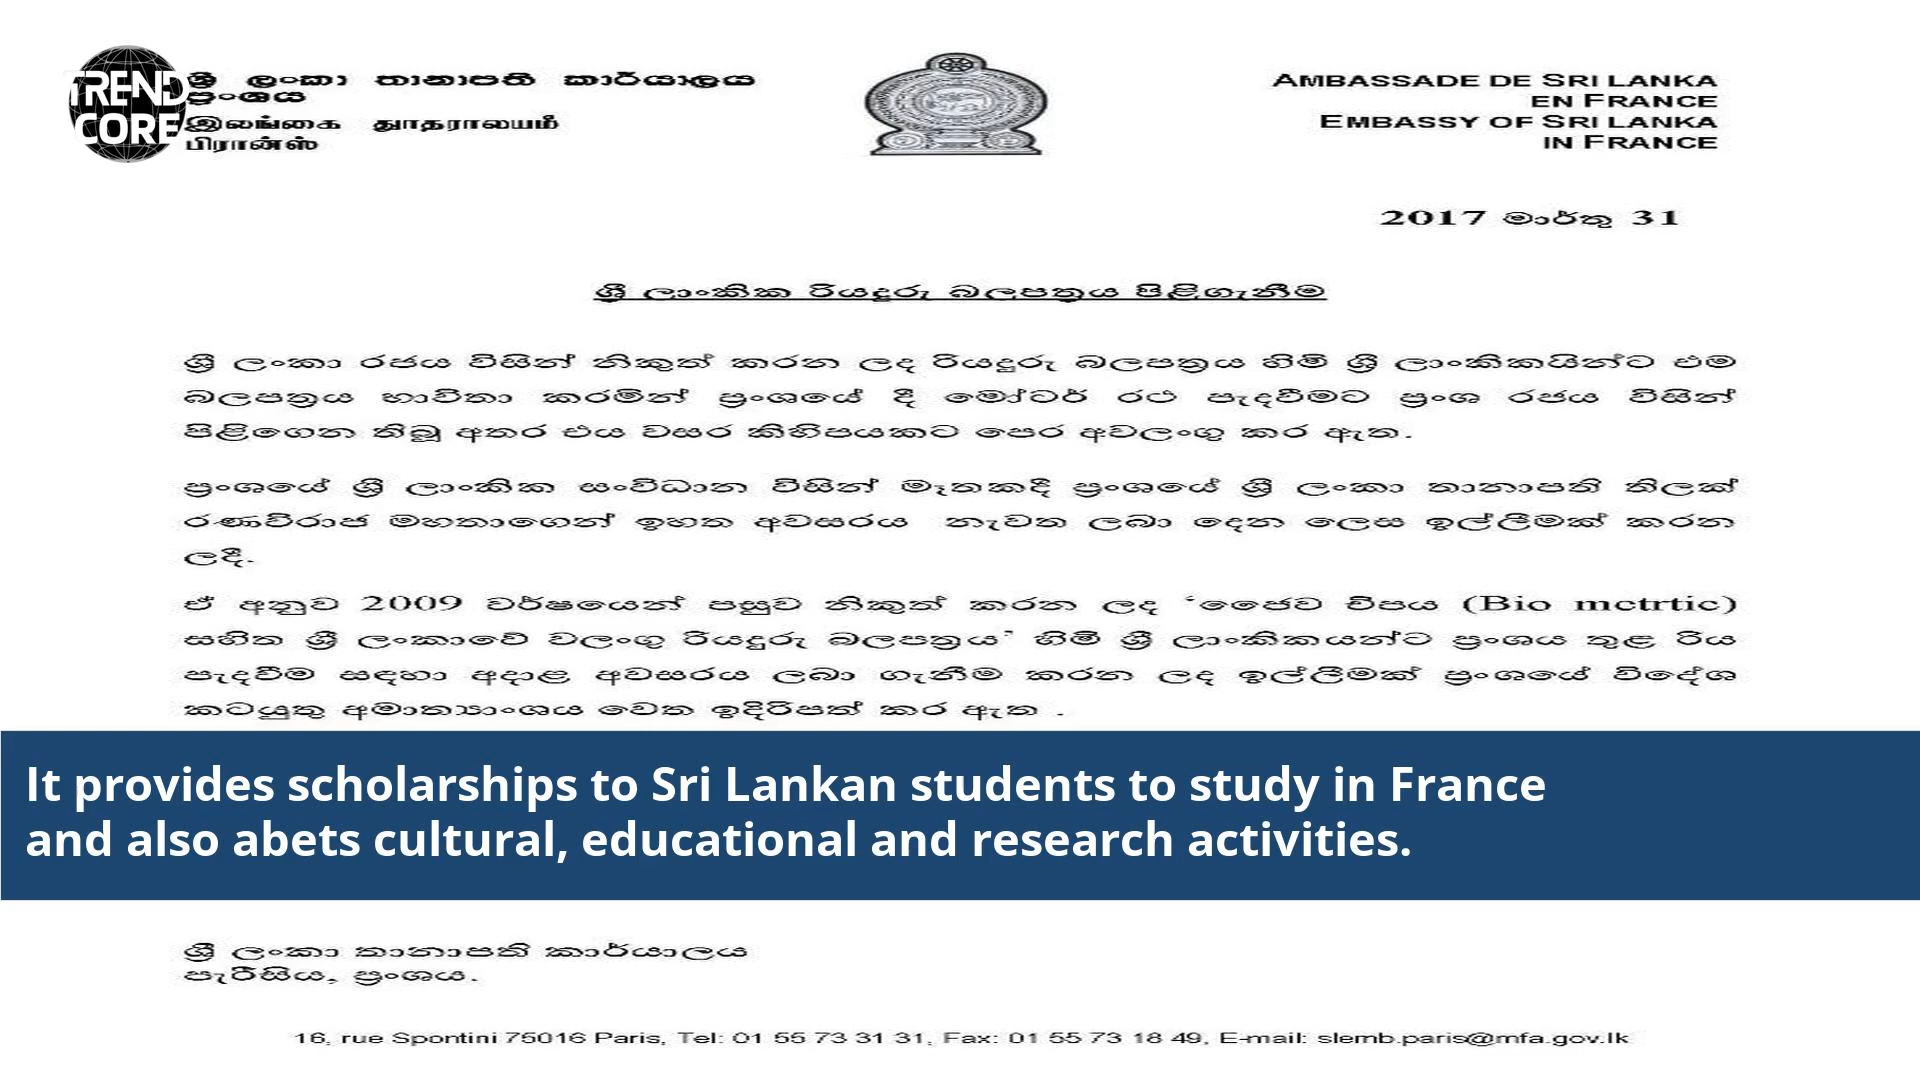 TREND
CORE
ශ්‍රී ලංකා තානාපති කාර්යාලය
ප්‍රංශය
இலங்கை தூதராலயம்
பிரான்ஸ்
AMBASSADE DE SRI LANKA
EN FRANCE
EMBASSY OF SRI LANKA
IN FRANCE
2017 මාර්තු 31
ශ්‍රී ලාංකික රියදුරු බලපත්‍රය පිළිගැනීම
ශ්‍රී ලංකා රජය විසින් නිකුත් කරන ලද රියදුරු බලපත්‍රය හිමි ශ්‍රී ලාංකිකයින්ට එම
බලපත්‍රය භාවිතා කරමින් ප්‍රංශයේ දී මෝටර් රථ පැදවීමට ප්‍රංශ රජය විසින්
පිළිගෙන තිබූ අතර එය වසර කිහිපයකට පෙර අවලංගු කර ඇත.
ප්‍රංශයේ ශ්‍රී ලාංකික සංවිධාන විසින් මෑතකදී ප්‍රංශයේ ශ්‍රී ලංකා තානාපති තිලක්
රණවිරාජ මහතාගෙන් ඉහත අවසරය නැවත ලබා දෙන ලෙස ඉල්ලීමක් කරන
ලදී.
ඒ අනුව 2009 වර්ෂයෙන් පසුව නිකුත් කරන ලද ‘ජෛව චිපය (Bio metrtic)
සහිත ශ්‍රී ලංකාවේ වලංගු රියදුරු බලපත්‍රය’ හිමි ශ්‍රී ලාංකිකයන්ට ප්‍රංශය තුළ රිය
පැදවීම සඳහා අදාළ අවසරය ලබා ගැනීම කරන ලද ඉල්ලීමක් ප්‍රංශයේ විදේශ
කටයුතු අමාත්‍යාංශය වෙත ඉදිරිපත් කර ඇත .
It provides scholarships to Sri Lankan students to study in France
and also abets cultural, educational and research activities.
ශ්‍රී ලංකා තානාපති කාර්යාලය
පැරීසිය, ප්‍රංශය.
16, rue Spontini 75016 Paris, Tel: 01 55 73 31 31, Fax: 01 55 73 18 49, E-mail: slemb.paris@mfa.gov.lk